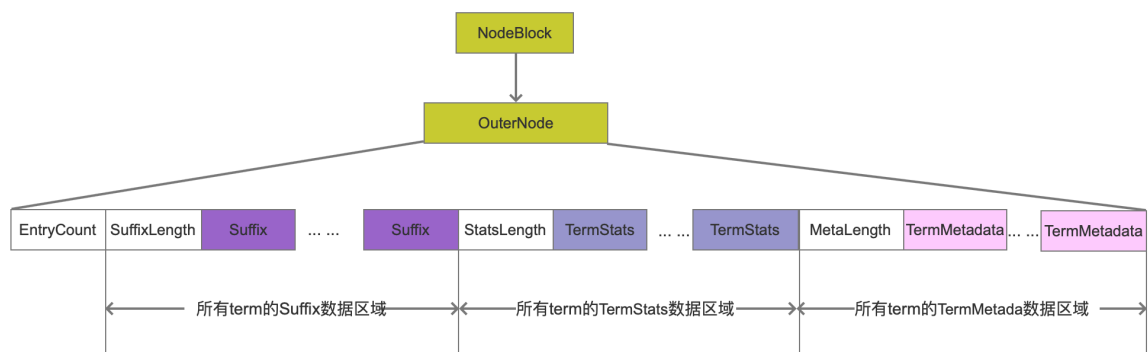 NodeBlock
OuterNode
EntryCount SuffixLength Suffix ... ... Suffix StatsLength TermStats ... ... TermStats MetaLength TermMetadata ... ... TermMetadata
所有term的Suffix数据区域 所有term的TermStats数据区域 所有term的TermMetada数据区域